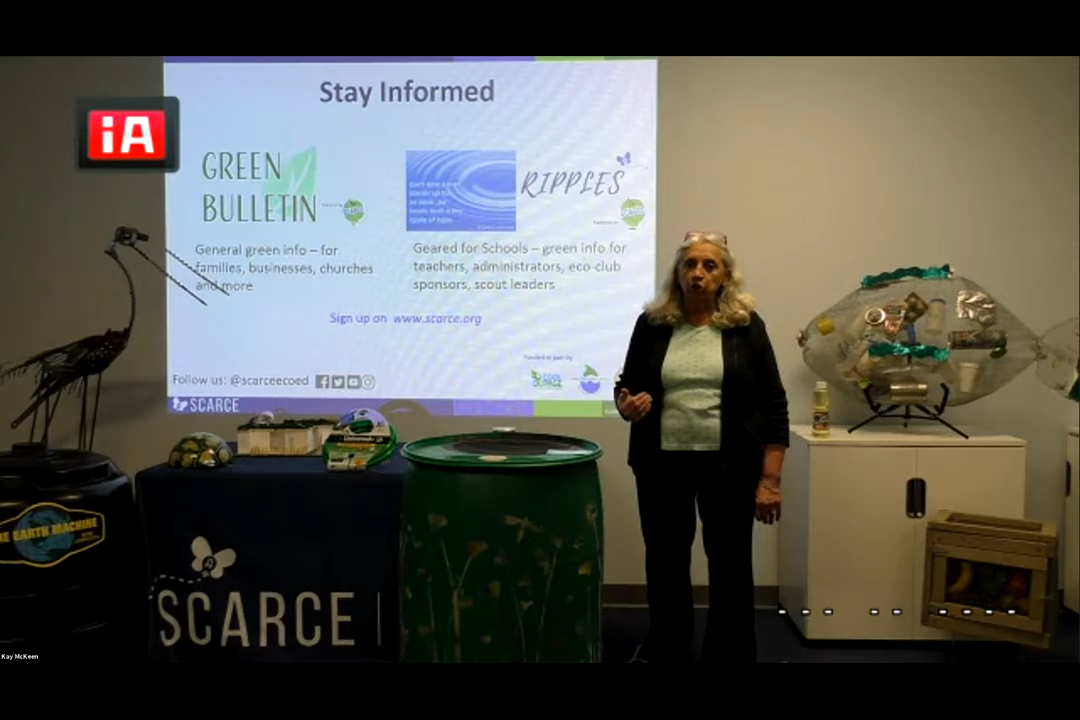 Stay Informed
iA
GREEN
BULLETIN
RIPPLES
General green info – for
families, businesses, churches
and more
Geared for Schools – green info for
teachers, administrators, eco-club
sponsors, scout leaders
Sign up on www.scarce.org
Funded in part by
Follow us: @scarceecoed
SCARCE
THE EARTH MACHINE
SCARCE
Kay McKeen